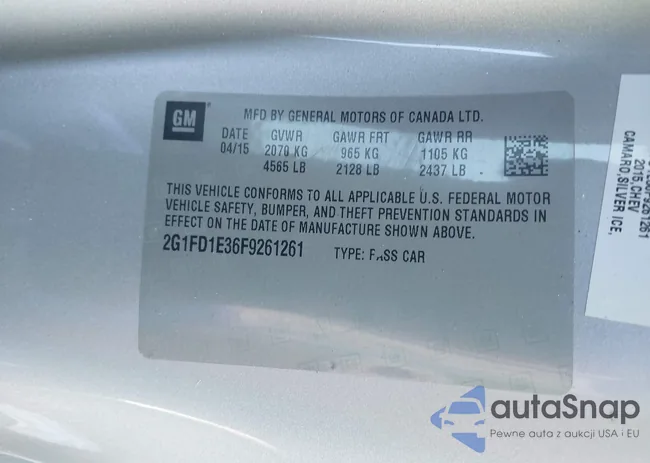 GM
MFD BY GENERAL MOTORS OF CANADA LTD.
DATE GVWR GAWR FRT GAWR RR
04/15 2070 KG 965 KG 1105 KG
4565 LB 2128 LB 2437 LB
THIS VEHICLE CONFORMS TO ALL APPLICABLE U.S. FEDERAL MOTOR
VEHICLE SAFETY, BUMPER, AND THEFT PREVENTION STANDARDS IN
EFFECT ON THE DATE OF MANUFACTURE SHOWN ABOVE.
2G1FD1E36F9261261 TYPE: PASS CAR
2015,CHEV
CAMARO,SILVER ICE,
autaSnap
Pewne auta z aukcji USA i EU